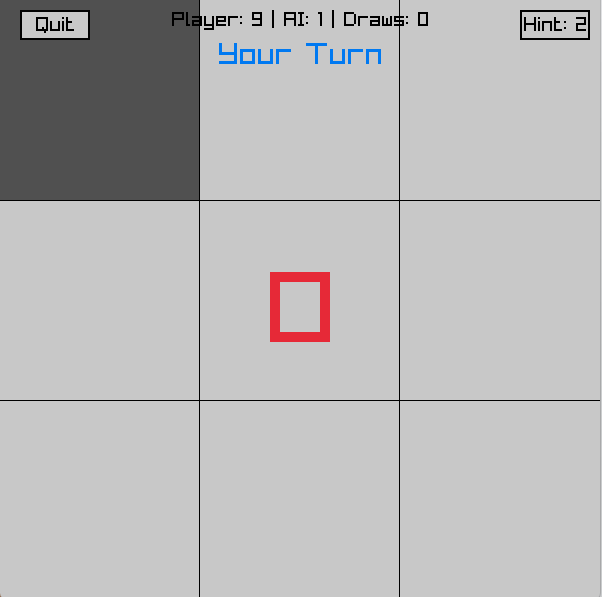 Quit
Player: 9 | AI: 1 | Draws: 0
Hint: 2
Your Turn
O